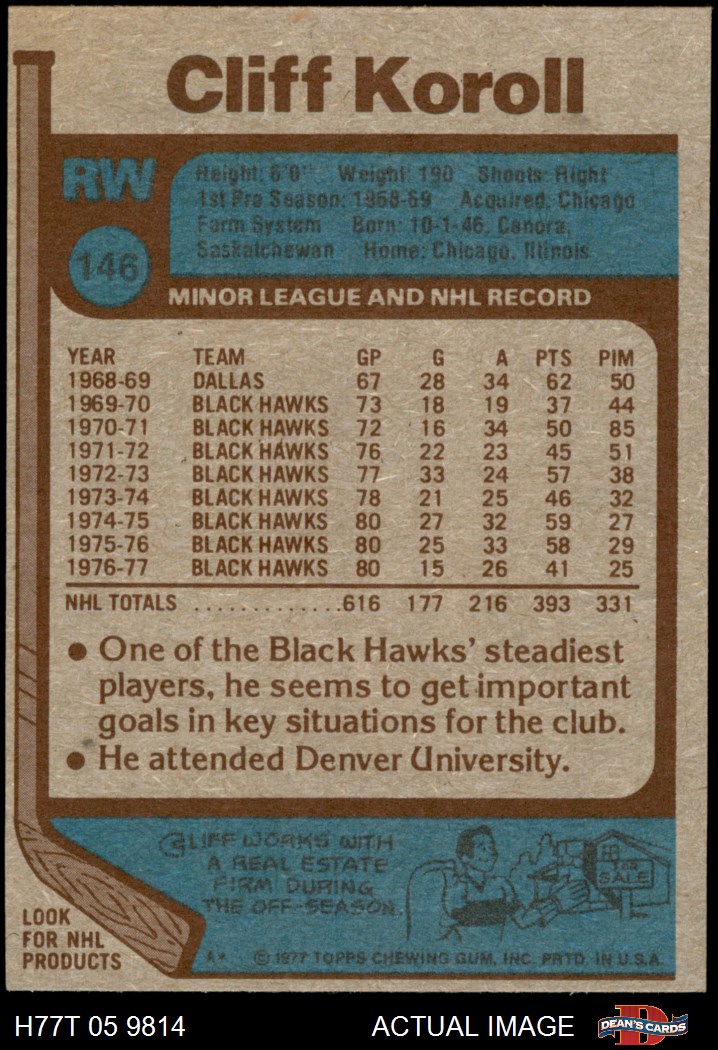 Cliff Koroll
RW
Height: 6'0" Weight: 190 Shoots: Right
1st Pro Season: 1968-69 Acquired: Chicago
Farm System Born: 10-1-46, Canora,
Saskatchewan Home: Chicago, Illinois
146
MINOR LEAGUE AND NHL RECORD
YEAR TEAM GP G A PTS PIM
1968-69 DALLAS 67 28 34 62 50
1969-70 BLACK HAWKS 73 18 19 37 44
1970-71 BLACK HAWKS 72 16 34 50 85
1971-72 BLACK HAWKS 76 22 23 45 51
1972-73 BLACK HAWKS 77 33 24 57 38
1973-74 BLACK HAWKS 78 21 25 46 32
1974-75 BLACK HAWKS 80 27 32 59 27
1975-76 BLACK HAWKS 80 25 33 58 29
1976-77 BLACK HAWKS 80 15 26 41 25
NHL TOTALS .............616 177 216 393 331
● One of the Black Hawks' steadiest
players, he seems to get important
goals in key situations for the club.
● He attended Denver University.
CLIFF WORKS WITH
A REAL ESTATE
FIRM DURING
THE OFF-SEASON.
FOR
SALE
LOOK
FOR NHL
PRODUCTS
A* © 1977 TOPPS CHEWING GUM, INC. PRTD. IN U.S.A.
H77T 05 9814 ACTUAL IMAGE
D
DEAN'S CARDS